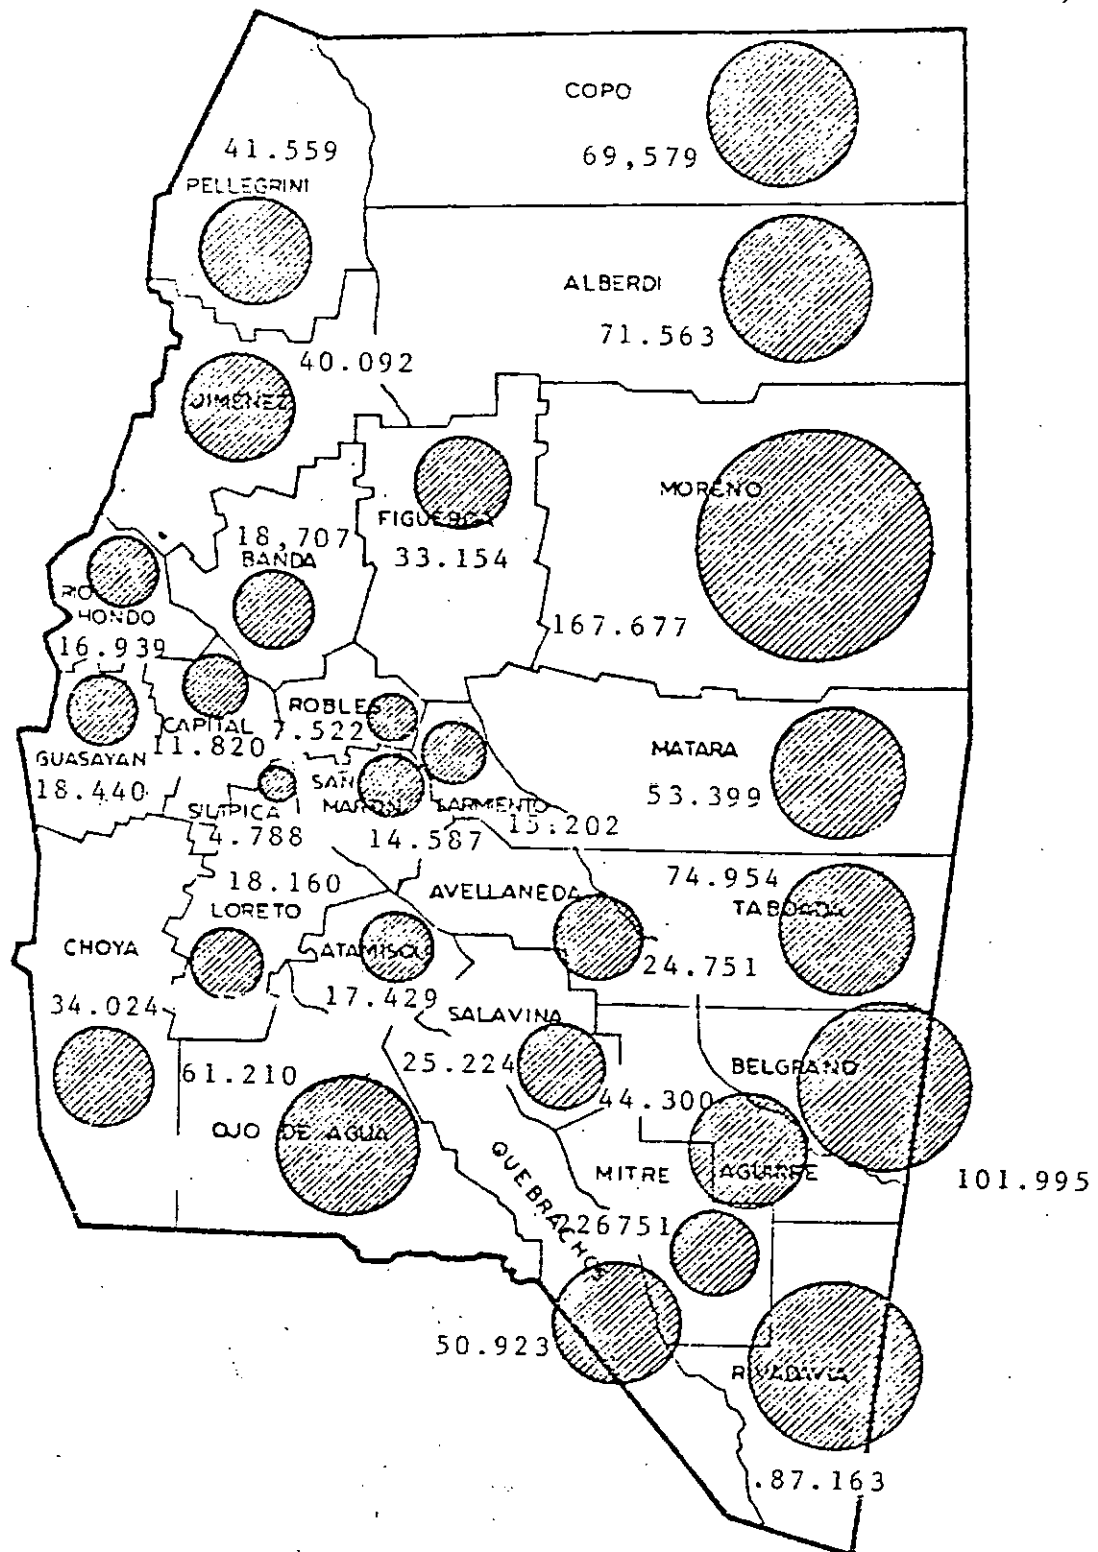 COPO
69,579
41.559
PELLEGRINI
ALBERDI
71.563
40.092
JIMENEZ
MORENO
167.677
FIGUEROA
33.154
18,707
BANDA
RIO
HONDO
16.939
ROBLES
7.522
CAPITAL
11.820
GUASAYAN
18.440
MATARA
53.399
SILIPICA
4.788
SAN
MARTIN
14.587
SARMIENTO
15.202
18.160
LORETO
AVELLANEDA
24.751
74.954
TABOADA
CHOYA
34.024
ATAMISQUI
17.429
SALAVINA
25.224
61.210
OJO DE AGUA
BELGRANO
101.995
44.300
AGUIRRE
MITRE
226751
QUEBRACHOS
50.923
RIVADAVIA
.87.163